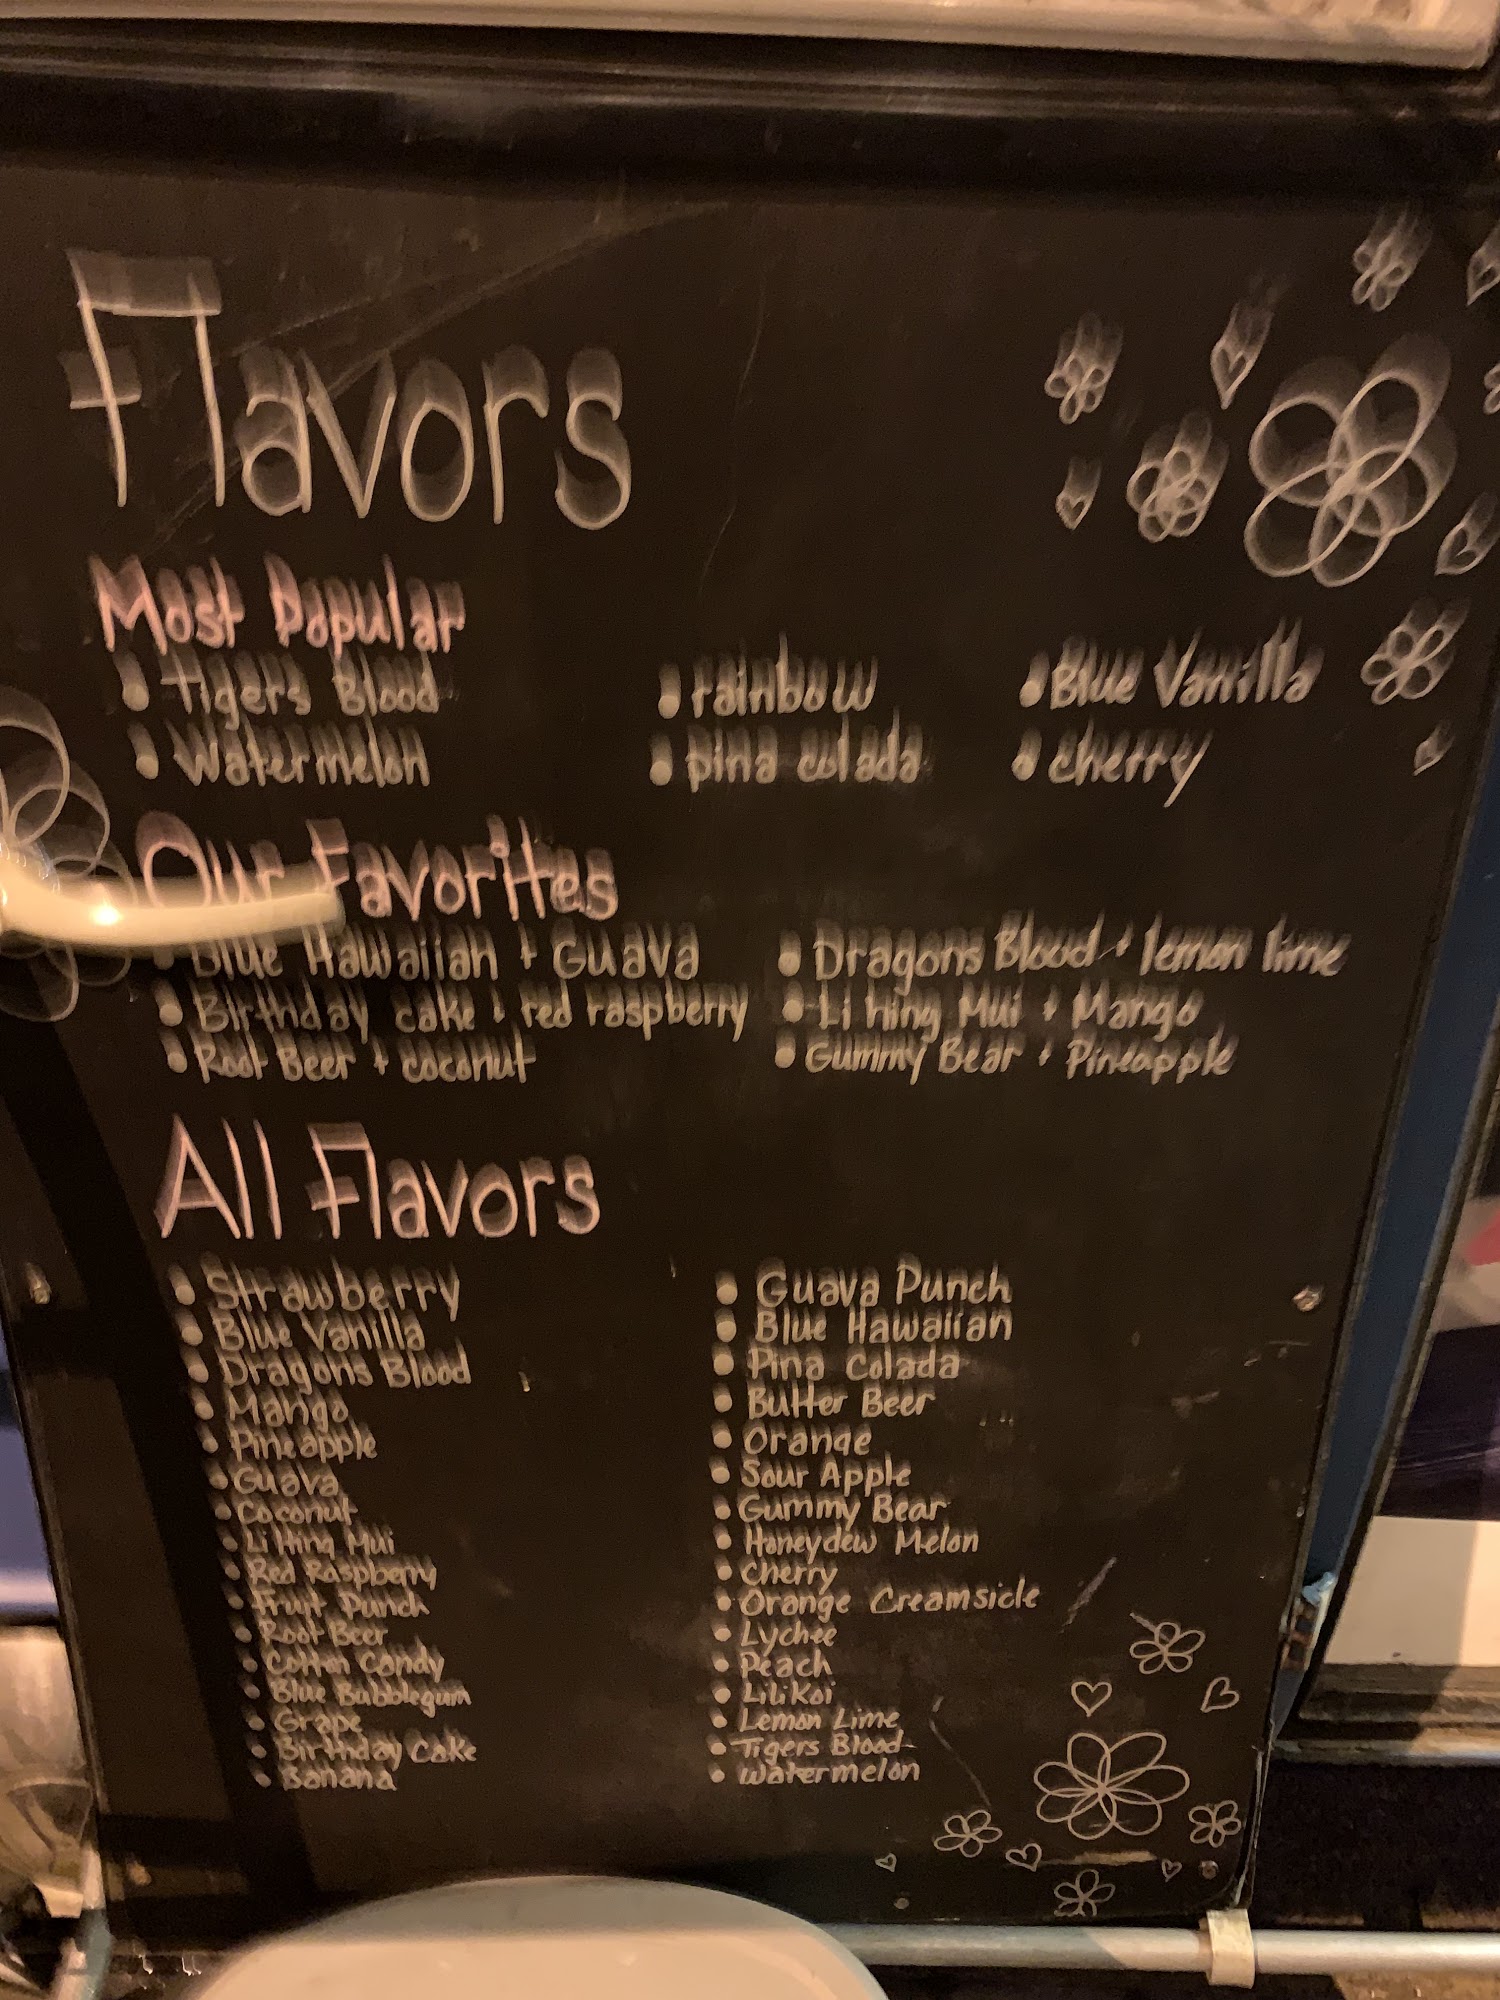 Flavors
Most Popular
• Tigers Blood
• Watermelon
• rainbow
• pina colada
• Blue Vanilla
• cherry
Our Favorites
• Blue Hawaiian + Guava
• Birthday cake + red raspberry
• Root Beer + coconut
• Dragons Blood + lemon lime
• Li Hing Mui + Mango
• Gummy Bear + Pineapple
All Flavors
• Strawberry
• Blue Vanilla
• Dragons Blood
• Mango
• Pineapple
• Guava
• Coconut
• Li Hing Mui
• Red Raspberry
• Fruit Punch
• Root Beer
• Cotton Candy
• Blue Bubblegum
• Grape
• Birthday Cake
• Banana
• Guava Punch
• Blue Hawaiian
• Pina Colada
• Butter Beer
• Orange
• Sour Apple
• Gummy Bear
• Honeydew Melon
• Cherry
• Orange Creamsicle
• Lychee
• Peach
• Lilikoi
• Lemon Lime
• Tigers Blood
• Watermelon